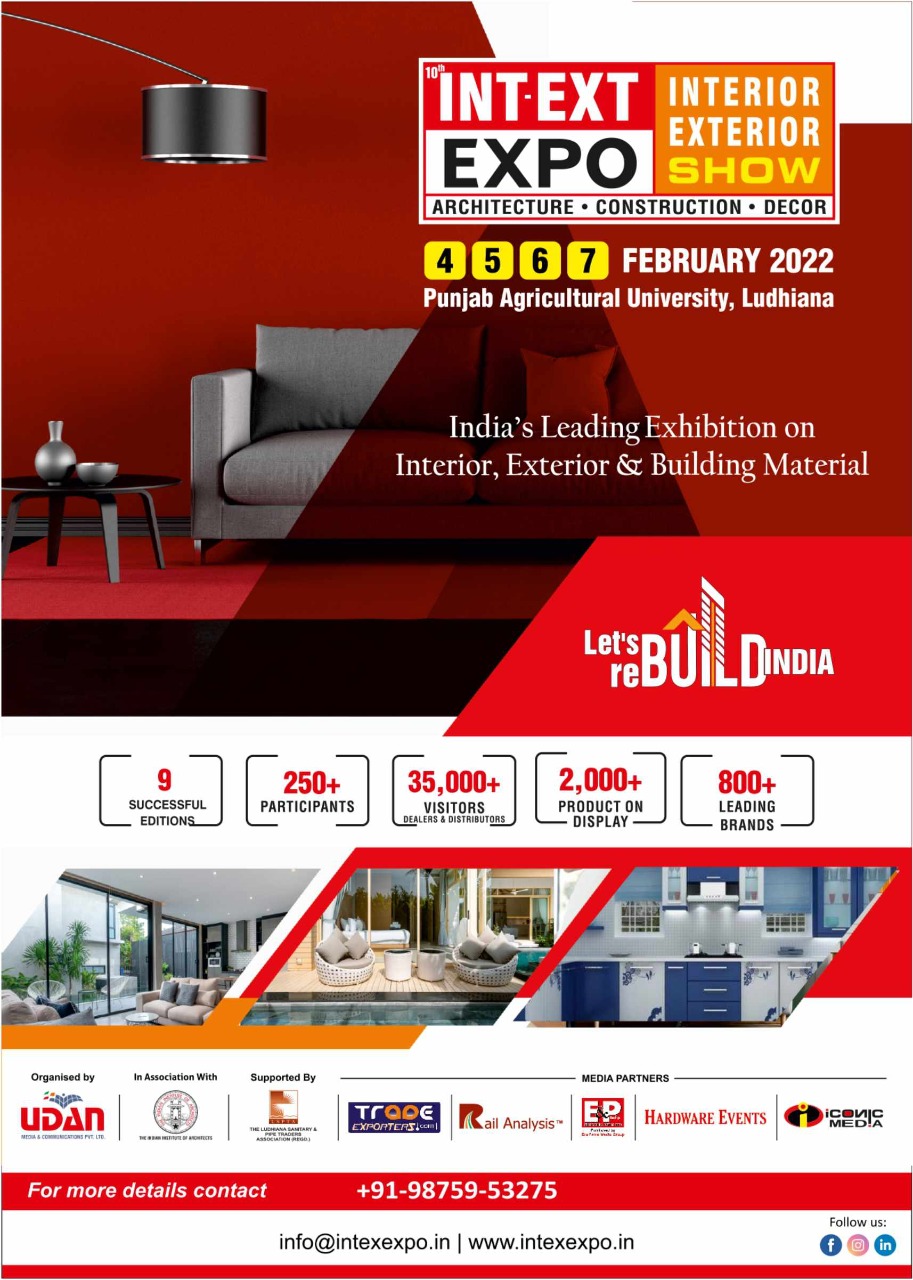 10th INT-EXT
EXPO
INTERIOR
EXTERIOR
SHOW
ARCHITECTURE • CONSTRUCTION • DECOR
4 5 6 7 FEBRUARY 2022
Punjab Agricultural University, Ludhiana
India's Leading Exhibition on
Interior, Exterior & Building Material
Let's
reBUILD INDIA
9
SUCCESSFUL
EDITIONS
250+
PARTICIPANTS
35,000+
VISITORS
DEALERS & DISTRIBUTORS
2,000+
PRODUCT ON
DISPLAY
800+
LEADING
BRANDS
Organised by
UDAN
MEDIA & COMMUNICATIONS PVT. LTD.
In Association With
THE INDIAN INSTITUTE OF ARCHITECTS
Supported By
THE LUDHIANA SANITARY &
PIPE TRADERS
ASSOCIATION (REGD.)
MEDIA PARTNERS
TRADE
EXPORTERS.com
Rail Analysis™
E&P
HARDWARE EVENTS
iCONiC
MEDiA
For more details contact +91-98759-53275
info@intexexpo.in | www.intexexpo.in
Follow us: